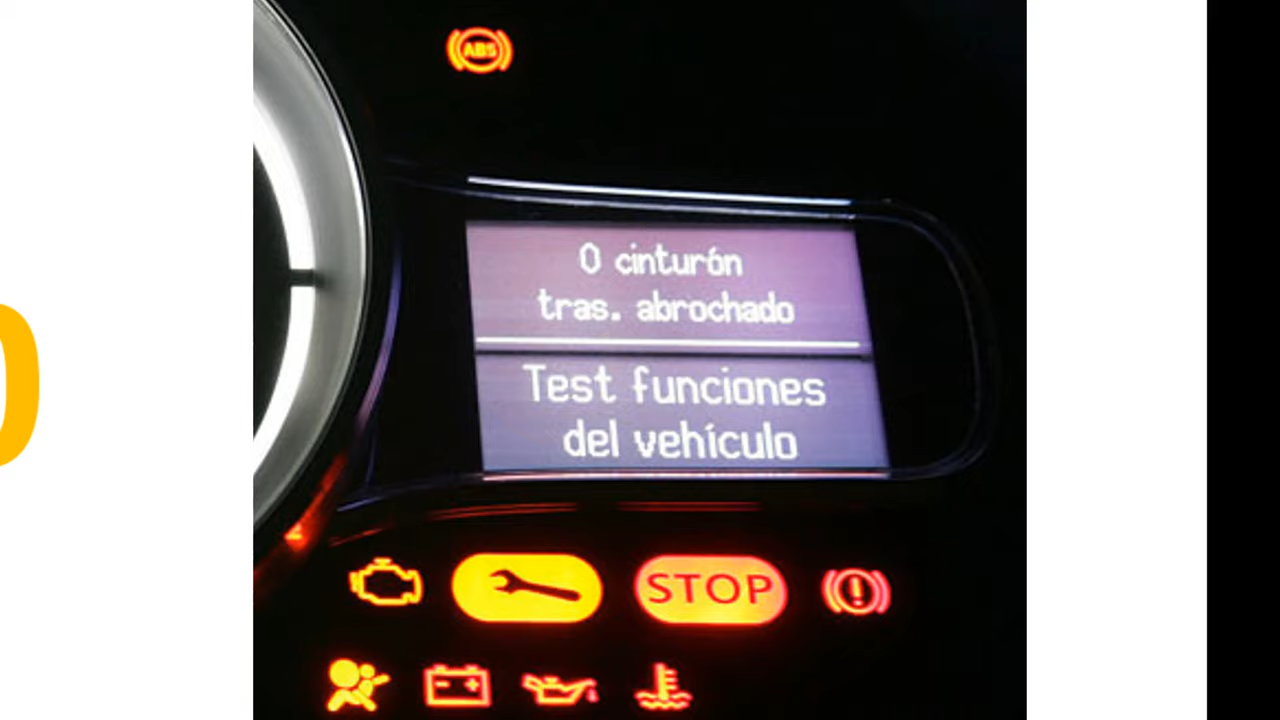 ABS
0 cinturón
tras. abrochado
Test funciones
del vehículo
STOP